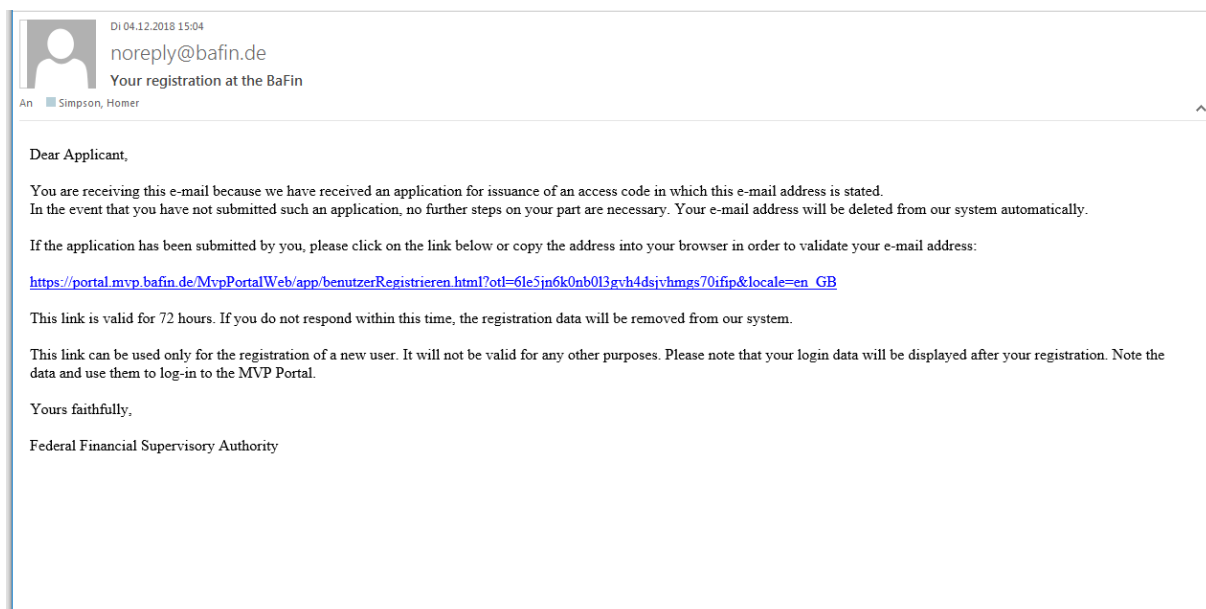 Di 04.12.2018 15:04
noreply@bafin.de
Your registration at the BaFin
An Simpson, Homer
Dear Applicant,
You are receiving this e-mail because we have received an application for issuance of an access code in which this e-mail address is stated.
In the event that you have not submitted such an application, no further steps on your part are necessary. Your e-mail address will be deleted from our system automatically.
If the application has been submitted by you, please click on the link below or copy the address into your browser in order to validate your e-mail address:
https://portal.mvp.bafin.de/MvpPortalWeb/app/benutzerRegistrieren.html?otl=6le5jn6k0nb0l3gvh4dsjvhmgs70ifip&locale=en_GB
This link is valid for 72 hours. If you do not respond within this time, the registration data will be removed from our system.
This link can be used only for the registration of a new user. It will not be valid for any other purposes. Please note that your login data will be displayed after your registration. Note the
data and use them to log-in to the MVP Portal.
Yours faithfully,
Federal Financial Supervisory Authority